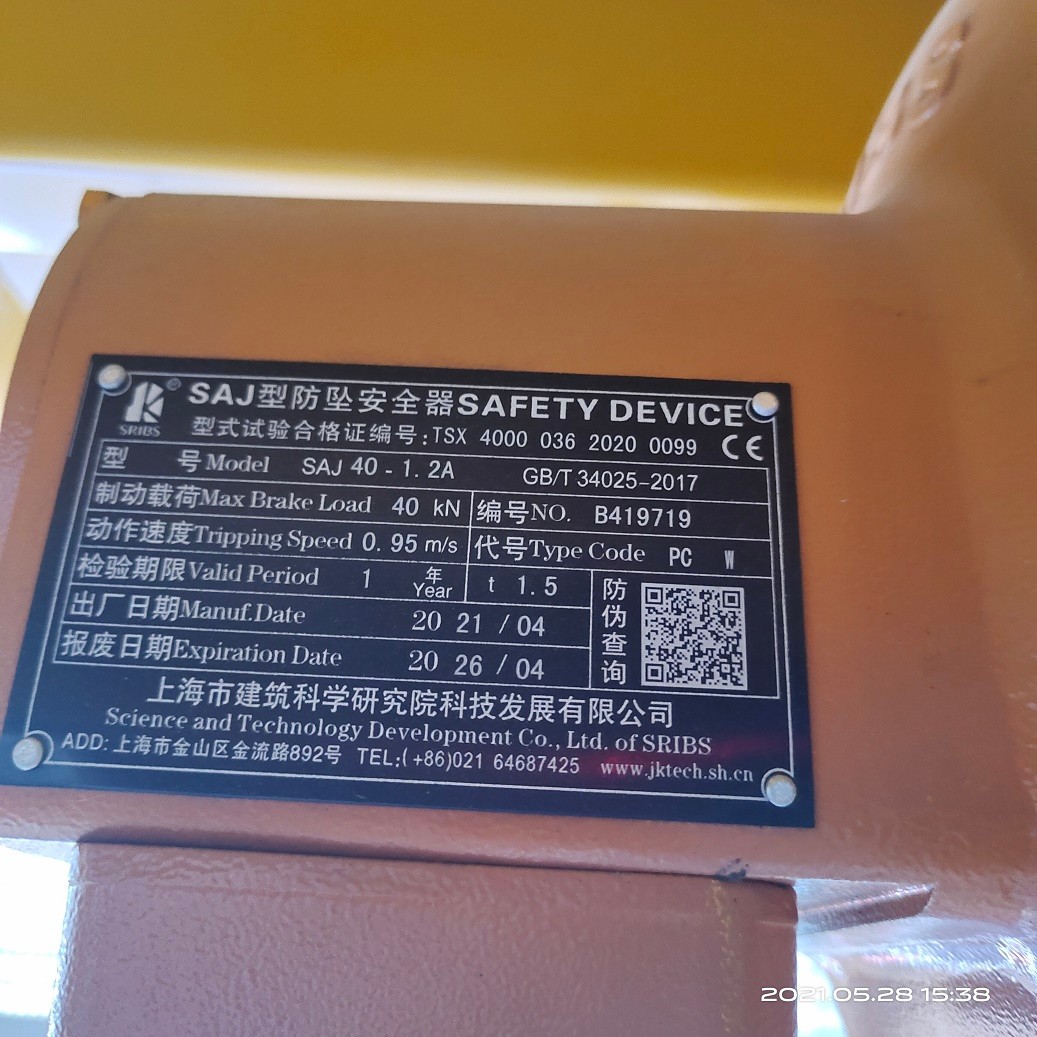 SRIBS
®
SAJ型防坠安全器SAFETY DEVICE
型式试验合格证编号:TSX 4000 036 2020 0099 CE
型 号Model SAJ 40-1.2A GB/T 34025-2017
制动载荷Max Brake Load 40 kN 编号NO. B419719
动作速度Tripping Speed 0.95 m/s 代号Type Code PC W
检验期限Valid Period 1 年 Year t 1.5
防伪查询
出厂日期Manuf.Date 20 21 / 04
报废日期Expiration Date 20 26 / 04
上海市建筑科学研究院科技发展有限公司
Science and Technology Development Co., Ltd. of SRIBS
ADD: 上海市金山区金流路892号 TEL:(+86)021 64687425 www.jktech.sh.cn
2021.05.28 15:38